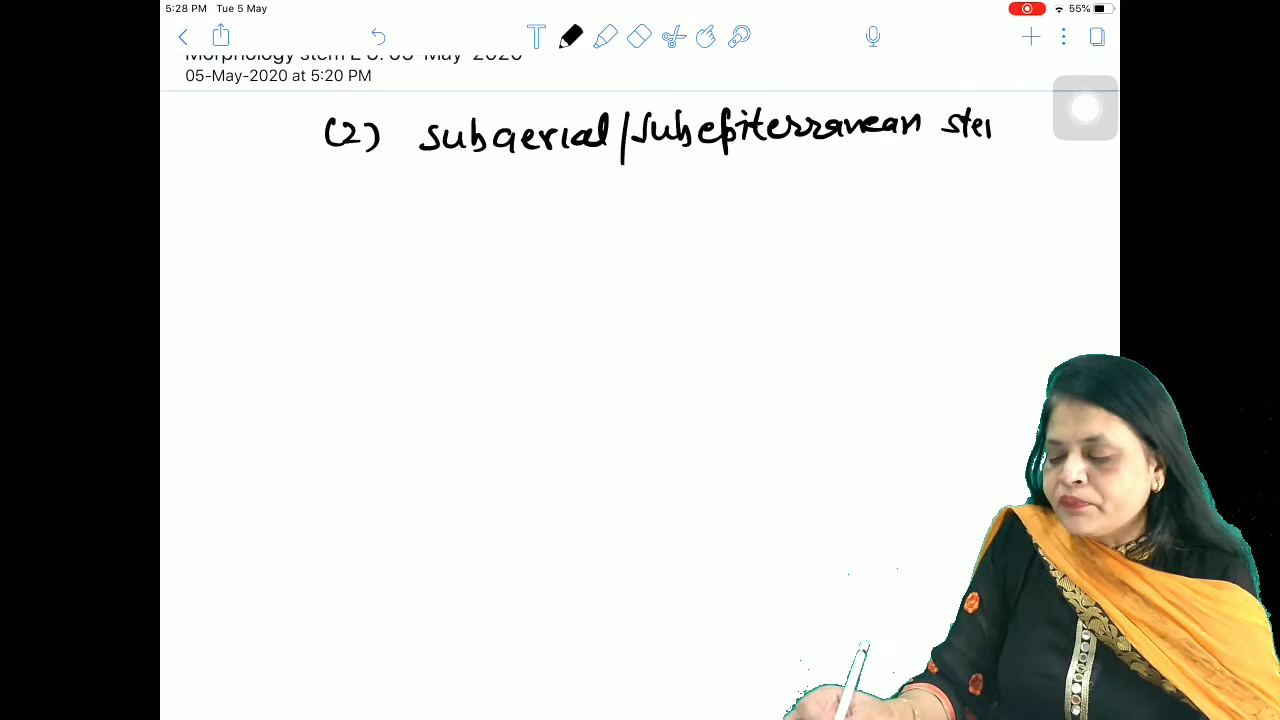 5:28 PM Tue 5 May
55%
05-May-2020 at 5:20 PM
(2) subaerial/subepiterranean ste